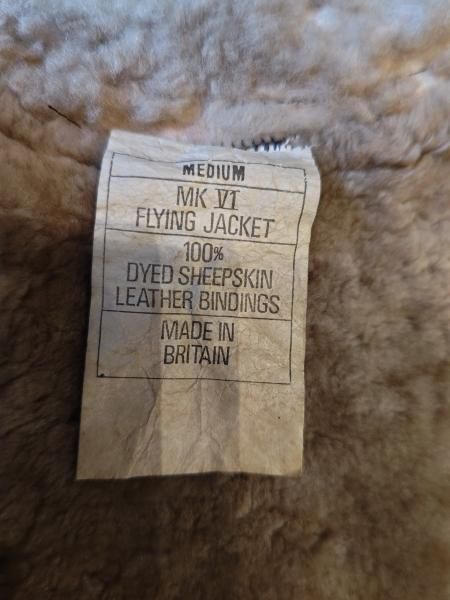 MEDIUM
MK VI
FLYING JACKET
100%
DYED SHEEPSKIN
LEATHER BINDINGS
MADE IN
BRITAIN